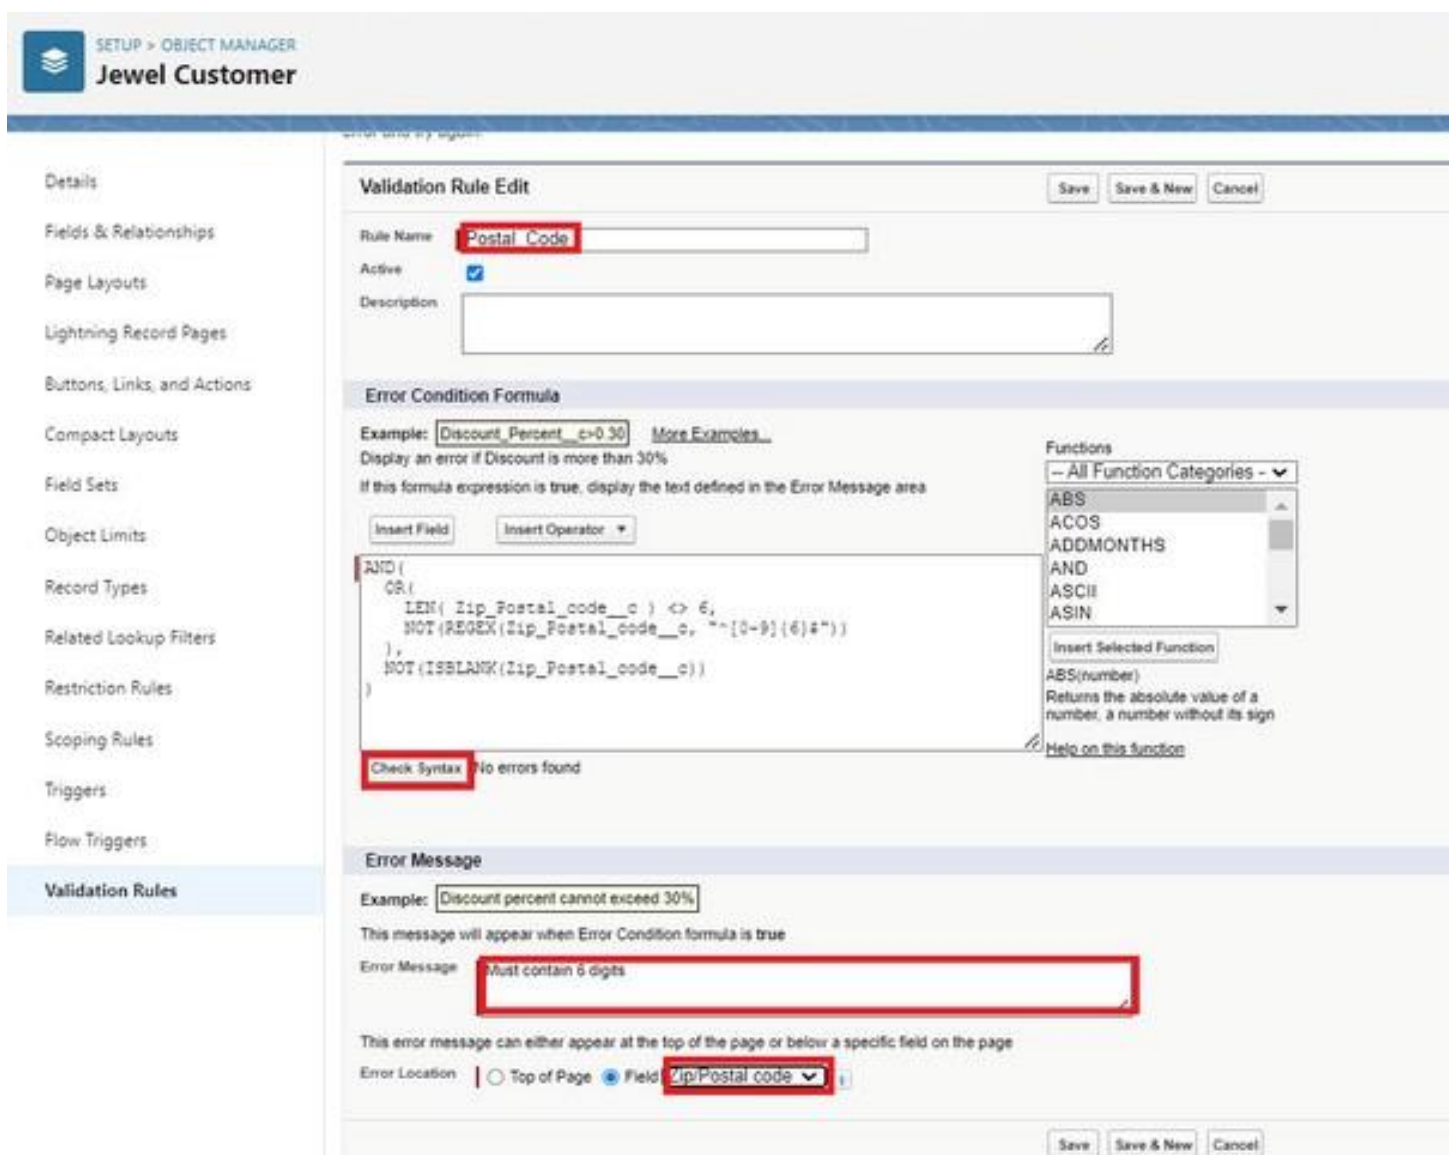 SETUP > OBJECT MANAGER
Jewel Customer
Details
Fields & Relationships
Page Layouts
Lightning Record Pages
Buttons, Links, and Actions
Compact Layouts
Field Sets
Object Limits
Record Types
Related Lookup Filters
Restriction Rules
Scoping Rules
Triggers
Flow Triggers
Validation Rules
Validation Rule Edit
Save Save & New Cancel
Rule Name Postal_Code
Active
Description
Error Condition Formula
Example: Discount_Percent__c>0.30 More Examples...
Display an error if Discount is more than 30%
If this formula expression is true, display the text defined in the Error Message area
Insert Field Insert Operator
AND(
OR(
LEN( Zip_Postal_code__c ) <> 6,
NOT(REGEX(Zip_Postal_code__c, "^[0-9]{6}#"))
),
NOT(ISBLANK(Zip_Postal_code__c))
)
Check Syntax No errors found
Functions
-- All Function Categories --
ABS
ACOS
ADDMONTHS
AND
ASCII
ASIN
Insert Selected Function
ABS(number)
Returns the absolute value of a
number, a number without its sign
Help on this function
Error Message
Example: Discount percent cannot exceed 30%
This message will appear when Error Condition formula is true
Error Message Must contain 6 digits
This error message can either appear at the top of the page or below a specific field on the page
Error Location Top of Page Field Zip/Postal code i
Save Save & New Cancel